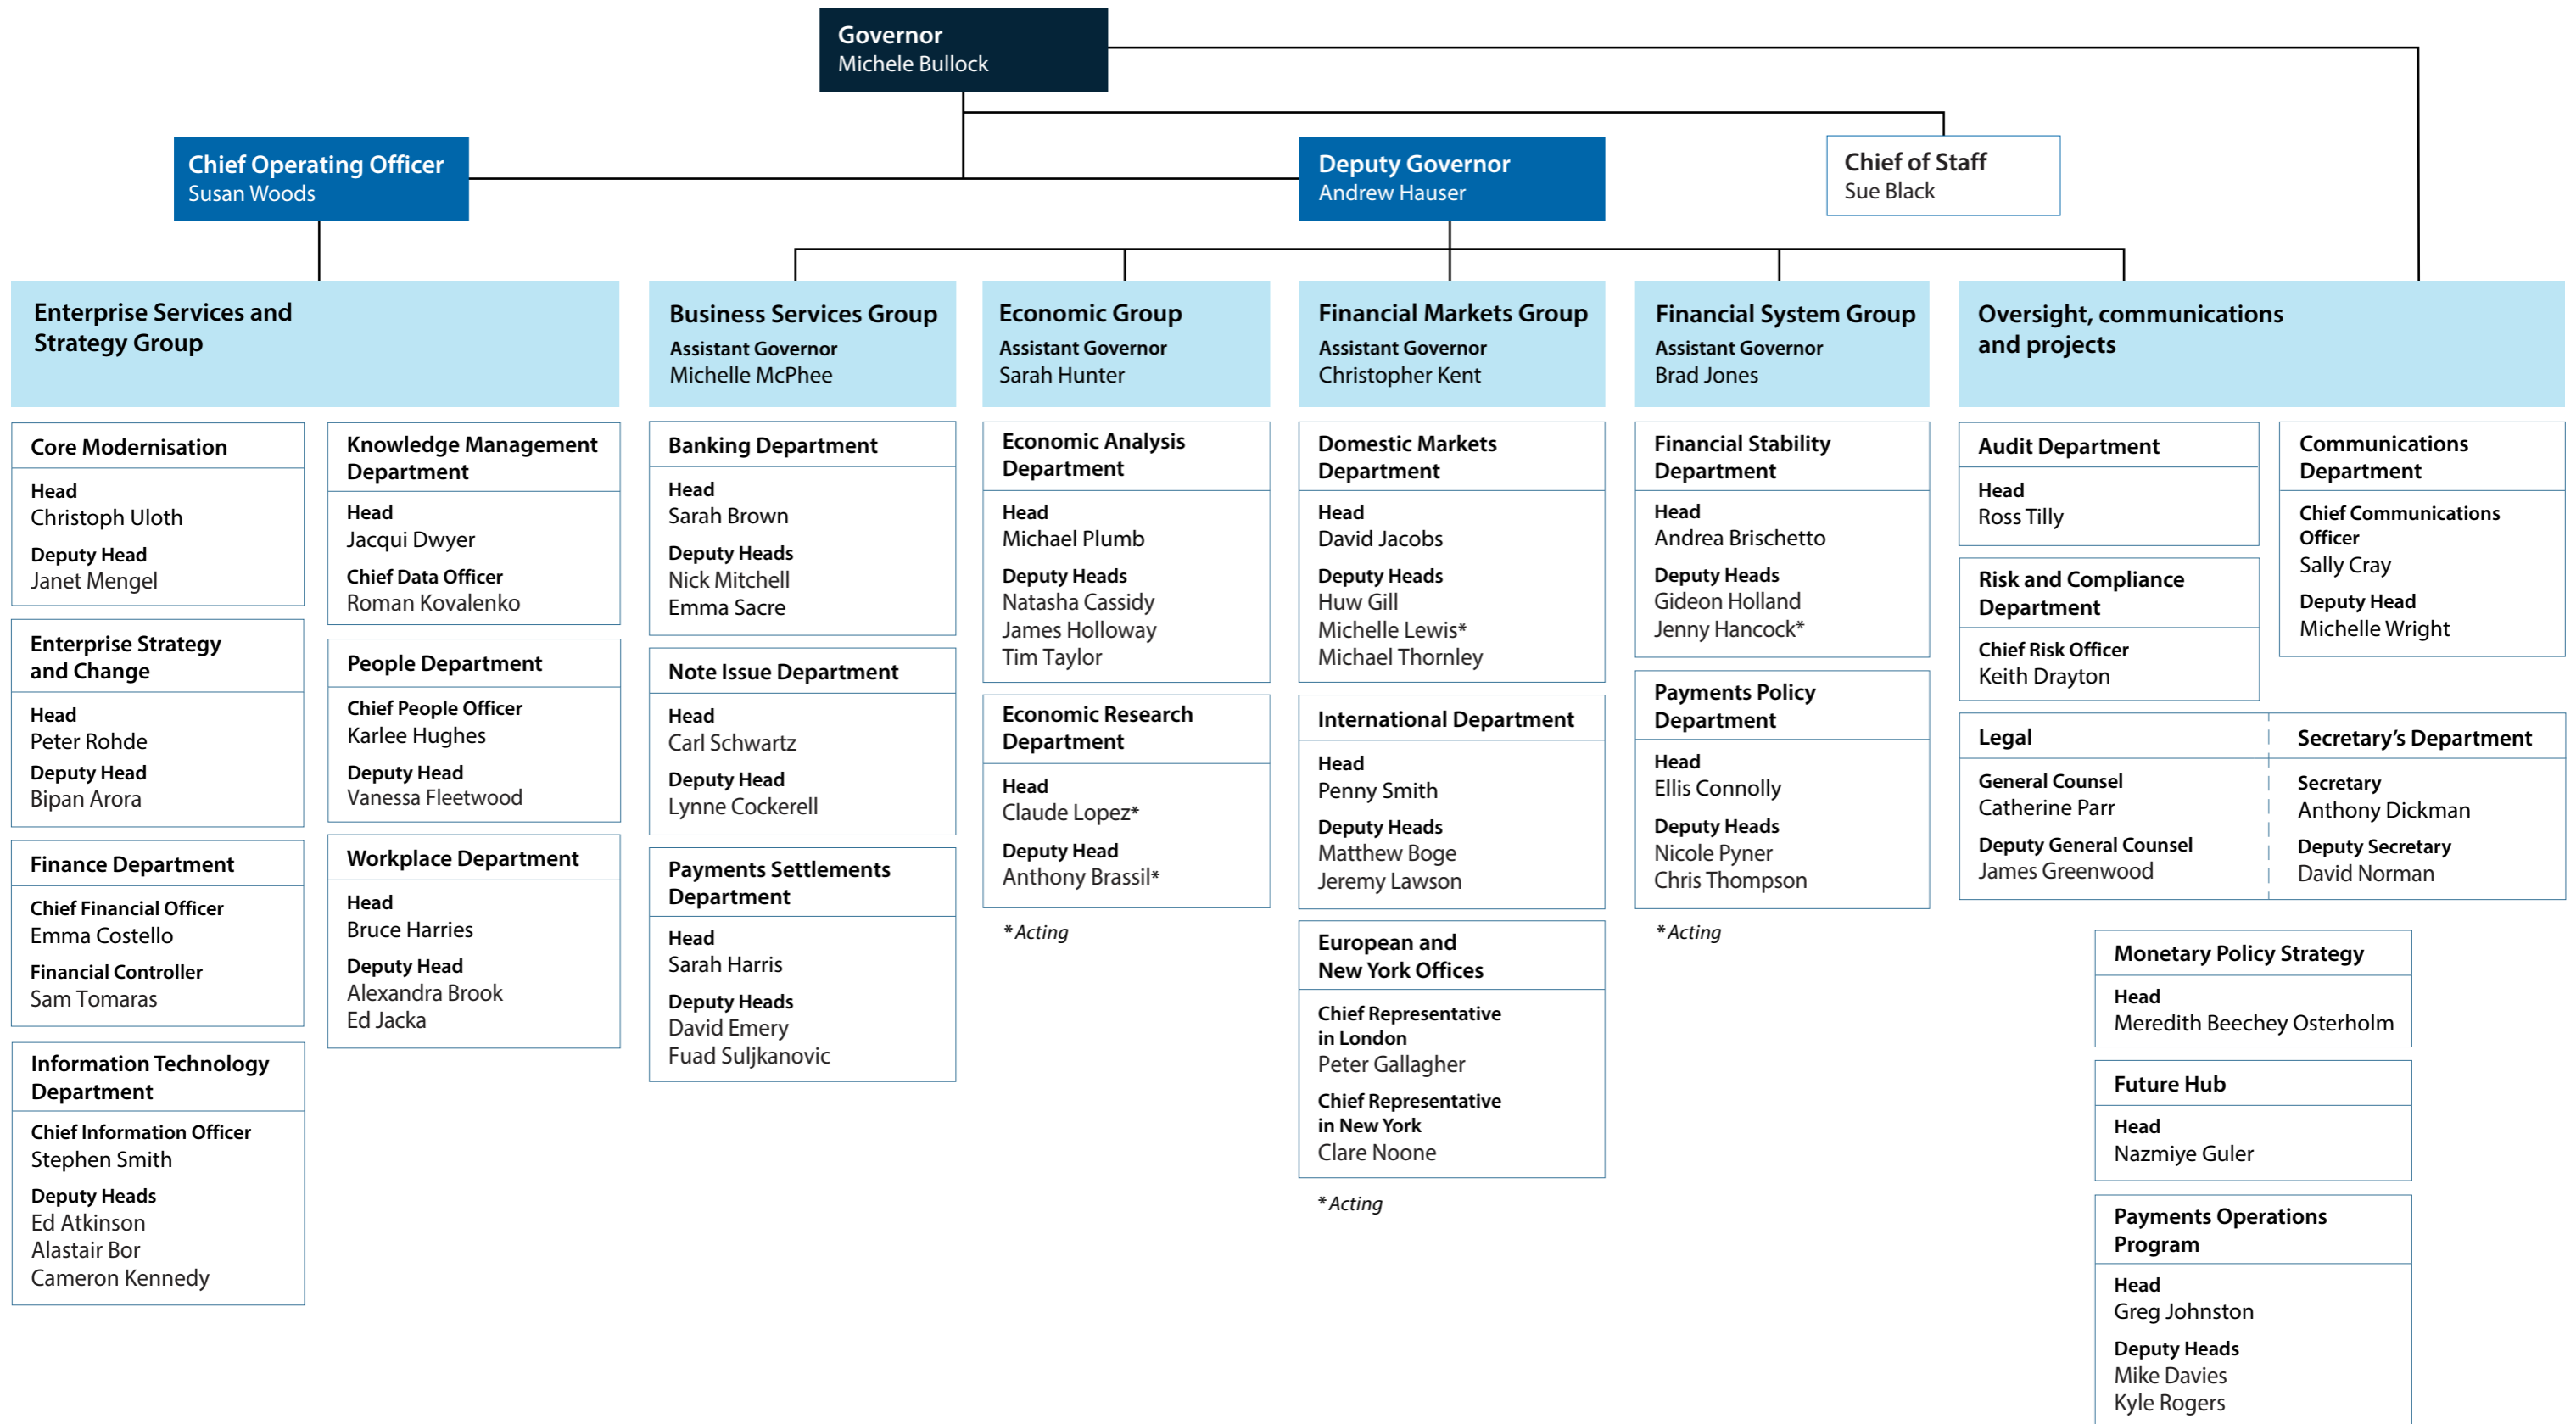 Governor
Michele Bullock
Chief Operating Officer
Susan Woods
Deputy Governor
Andrew Hauser
Chief of Staff
Sue Black
Enterprise Services and
Strategy Group
Core Modernisation
Head
Christoph Uloth
Deputy Head
Janet Mengel
Enterprise Strategy
and Change
Head
Peter Rohde
Deputy Head
Bipan Arora
Finance Department
Chief Financial Officer
Emma Costello
Financial Controller
Sam Tomaras
Information Technology
Department
Chief Information Officer
Stephen Smith
Deputy Heads
Ed Atkinson
Alastair Bor
Cameron Kennedy
Knowledge Management
Department
Head
Jacqui Dwyer
Chief Data Officer
Roman Kovalenko
People Department
Chief People Officer
Karlee Hughes
Deputy Head
Vanessa Fleetwood
Workplace Department
Head
Bruce Harries
Deputy Head
Alexandra Brook
Ed Jacka
Business Services Group
Assistant Governor
Michelle McPhee
Banking Department
Head
Sarah Brown
Deputy Heads
Nick Mitchell
Emma Sacre
Note Issue Department
Head
Carl Schwartz
Deputy Head
Lynne Cockerell
Payments Settlements
Department
Head
Sarah Harris
Deputy Heads
David Emery
Fuad Suljkanovic
Economic Group
Assistant Governor
Sarah Hunter
Economic Analysis
Department
Head
Michael Plumb
Deputy Heads
Natasha Cassidy
James Holloway
Tim Taylor
Economic Research
Department
Head
Claude Lopez*
Deputy Head
Anthony Brassil*
* Acting
Financial Markets Group
Assistant Governor
Christopher Kent
Domestic Markets
Department
Head
David Jacobs
Deputy Heads
Huw Gill
Michelle Lewis*
Michael Thornley
International Department
Head
Penny Smith
Deputy Heads
Matthew Boge
Jeremy Lawson
European and
New York Offices
Chief Representative
in London
Peter Gallagher
Chief Representative
in New York
Clare Noone
* Acting
Financial System Group
Assistant Governor
Brad Jones
Financial Stability
Department
Head
Andrea Brischetto
Deputy Heads
Gideon Holland
Jenny Hancock*
Payments Policy
Department
Head
Ellis Connolly
Deputy Heads
Nicole Pyner
Chris Thompson
* Acting
Oversight, communications
and projects
Audit Department
Head
Ross Tilly
Risk and Compliance
Department
Chief Risk Officer
Keith Drayton
Communications
Department
Chief Communications
Officer
Sally Cray
Deputy Head
Michelle Wright
Legal
General Counsel
Catherine Parr
Deputy General Counsel
James Greenwood
Secretary's Department
Secretary
Anthony Dickman
Deputy Secretary
David Norman
Monetary Policy Strategy
Head
Meredith Beechey Osterholm
Future Hub
Head
Nazmiye Guler
Payments Operations
Program
Head
Greg Johnston
Deputy Heads
Mike Davies
Kyle Rogers